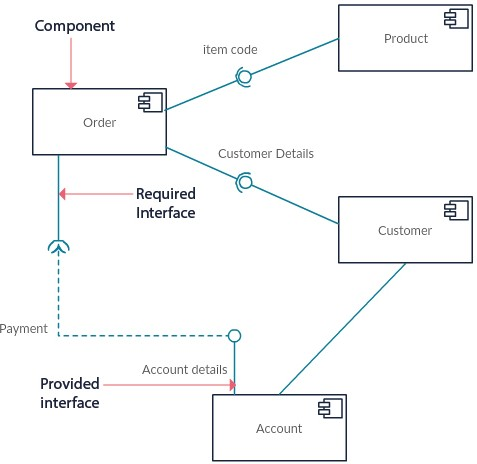 Component
Product
item code
Order
Customer Details
Required
Interface
Customer
Payment
Account details
Provided
interface
Account